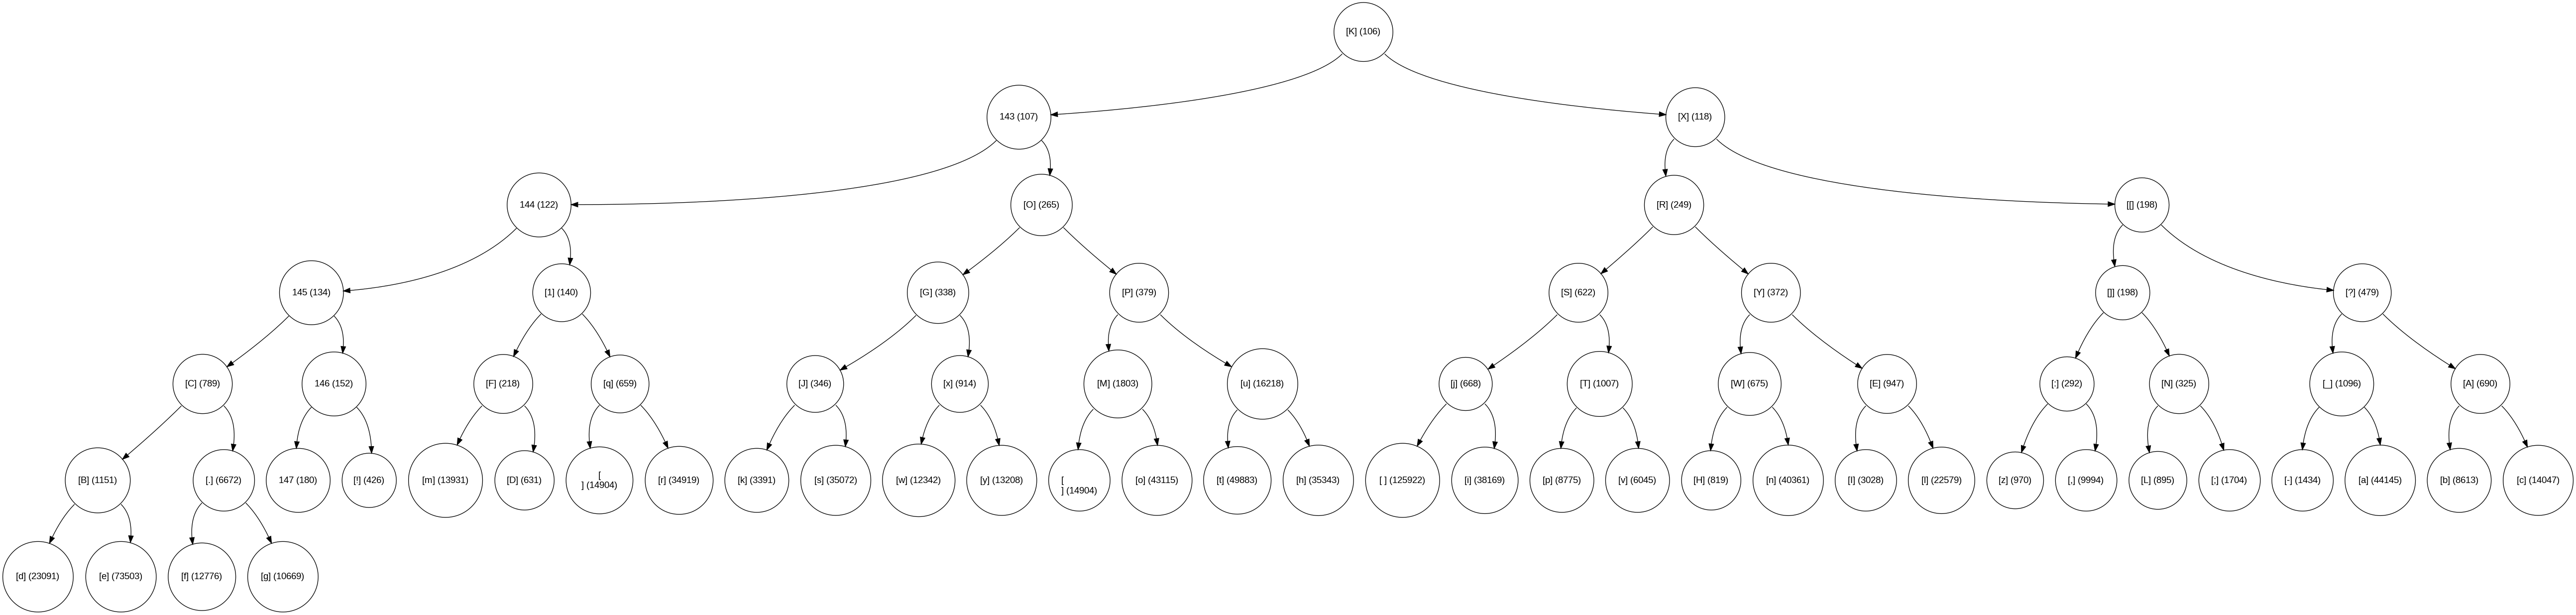 [K] (106)
143 (107)
[X] (118)
144 (122)
[O] (265)
[R] (249)
[[] (198)
145 (134)
[1] (140)
[G] (338)
[P] (379)
[S] (622)
[Y] (372)
[]] (198)
[?] (479)
[C] (789)
146 (152)
[F] (218)
[q] (659)
[J] (346)
[x] (914)
[M] (1803)
[u] (16218)
[j] (668)
[T] (1007)
[W] (675)
[E] (947)
[:] (292)
[N] (325)
[_] (1096)
[A] (690)
[B] (1151)
[.] (6672)
147 (180)
[!] (426)
[m] (13931)
[D] (631)
[
] (14904)
[r] (34919)
[k] (3391)
[s] (35072)
[w] (12342)
[y] (13208)
[
] (14904)
[o] (43115)
[t] (49883)
[h] (35343)
[ ] (125922)
[i] (38169)
[p] (8775)
[v] (6045)
[H] (819)
[n] (40361)
[I] (3028)
[l] (22579)
[z] (970)
[,] (9994)
[L] (895)
[;] (1704)
[-] (1434)
[a] (44145)
[b] (8613)
[c] (14047)
[d] (23091)
[e] (73503)
[f] (12776)
[g] (10669)